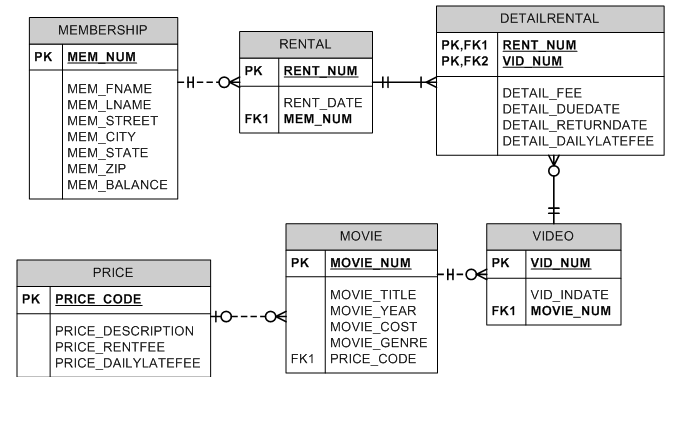 MEMBERSHIP
PK MEM_NUM
MEM_FNAME
MEM_LNAME
MEM_STREET
MEM_CITY
MEM_STATE
MEM_ZIP
MEM_BALANCE
RENTAL
PK RENT_NUM
RENT_DATE
FK1 MEM_NUM
DETAILRENTAL
PK,FK1 RENT_NUM
PK,FK2 VID_NUM
DETAIL_FEE
DETAIL_DUEDATE
DETAIL_RETURNDATE
DETAIL_DAILYLATEFEE
PRICE
PK PRICE_CODE
PRICE_DESCRIPTION
PRICE_RENTFEE
PRICE_DAILYLATEFEE
MOVIE
PK MOVIE_NUM
MOVIE_TITLE
MOVIE_YEAR
MOVIE_COST
MOVIE_GENRE
FK1 PRICE_CODE
VIDEO
PK VID_NUM
VID_INDATE
FK1 MOVIE_NUM